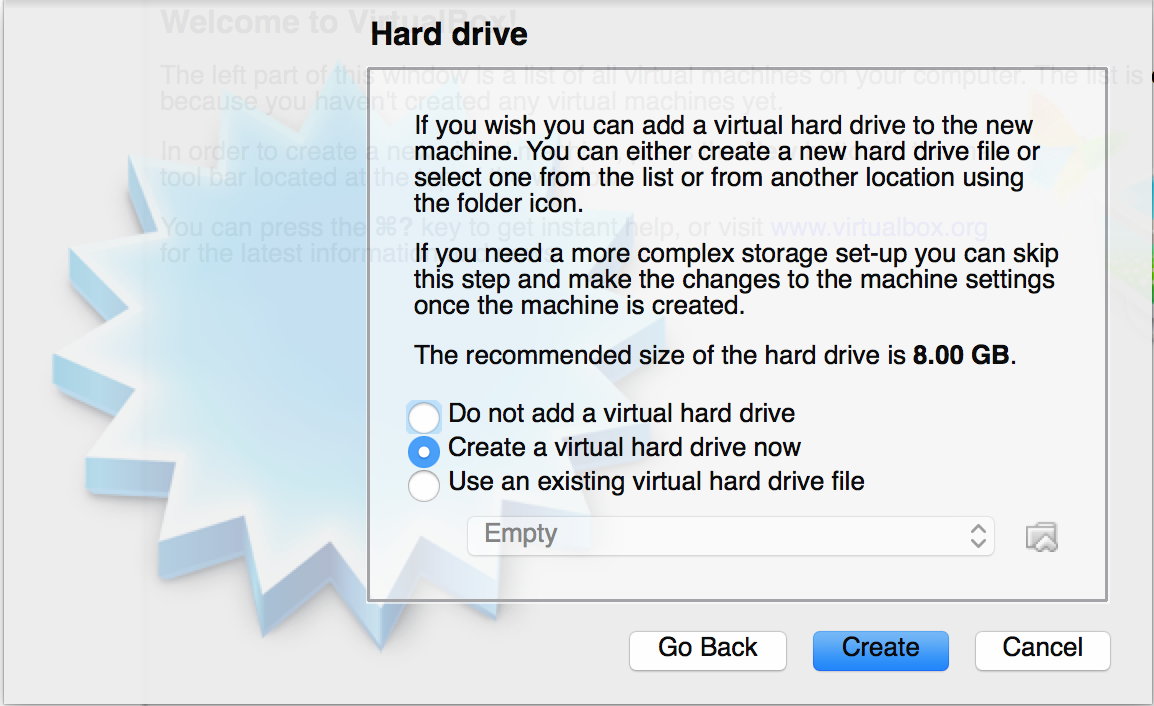 Welcome to VirtualBox!
Hard drive
The left part of this window is a list of all virtual machines on your computer. The list is
because you haven't created any virtual machines yet.
If you wish you can add a virtual hard drive to the new
machine. You can either create a new hard drive file or
select one from the list or from another location using
the folder icon.
In order to create a new
tool bar located at the
You can press the ⌘? key to get instant help, or visit www.virtualbox.org
for the latest information
If you need a more complex storage set-up you can skip
this step and make the changes to the machine settings
once the machine is created.
The recommended size of the hard drive is 8.00 GB.
Do not add a virtual hard drive
Create a virtual hard drive now
Use an existing virtual hard drive file
Empty
Go Back
Create
Cancel